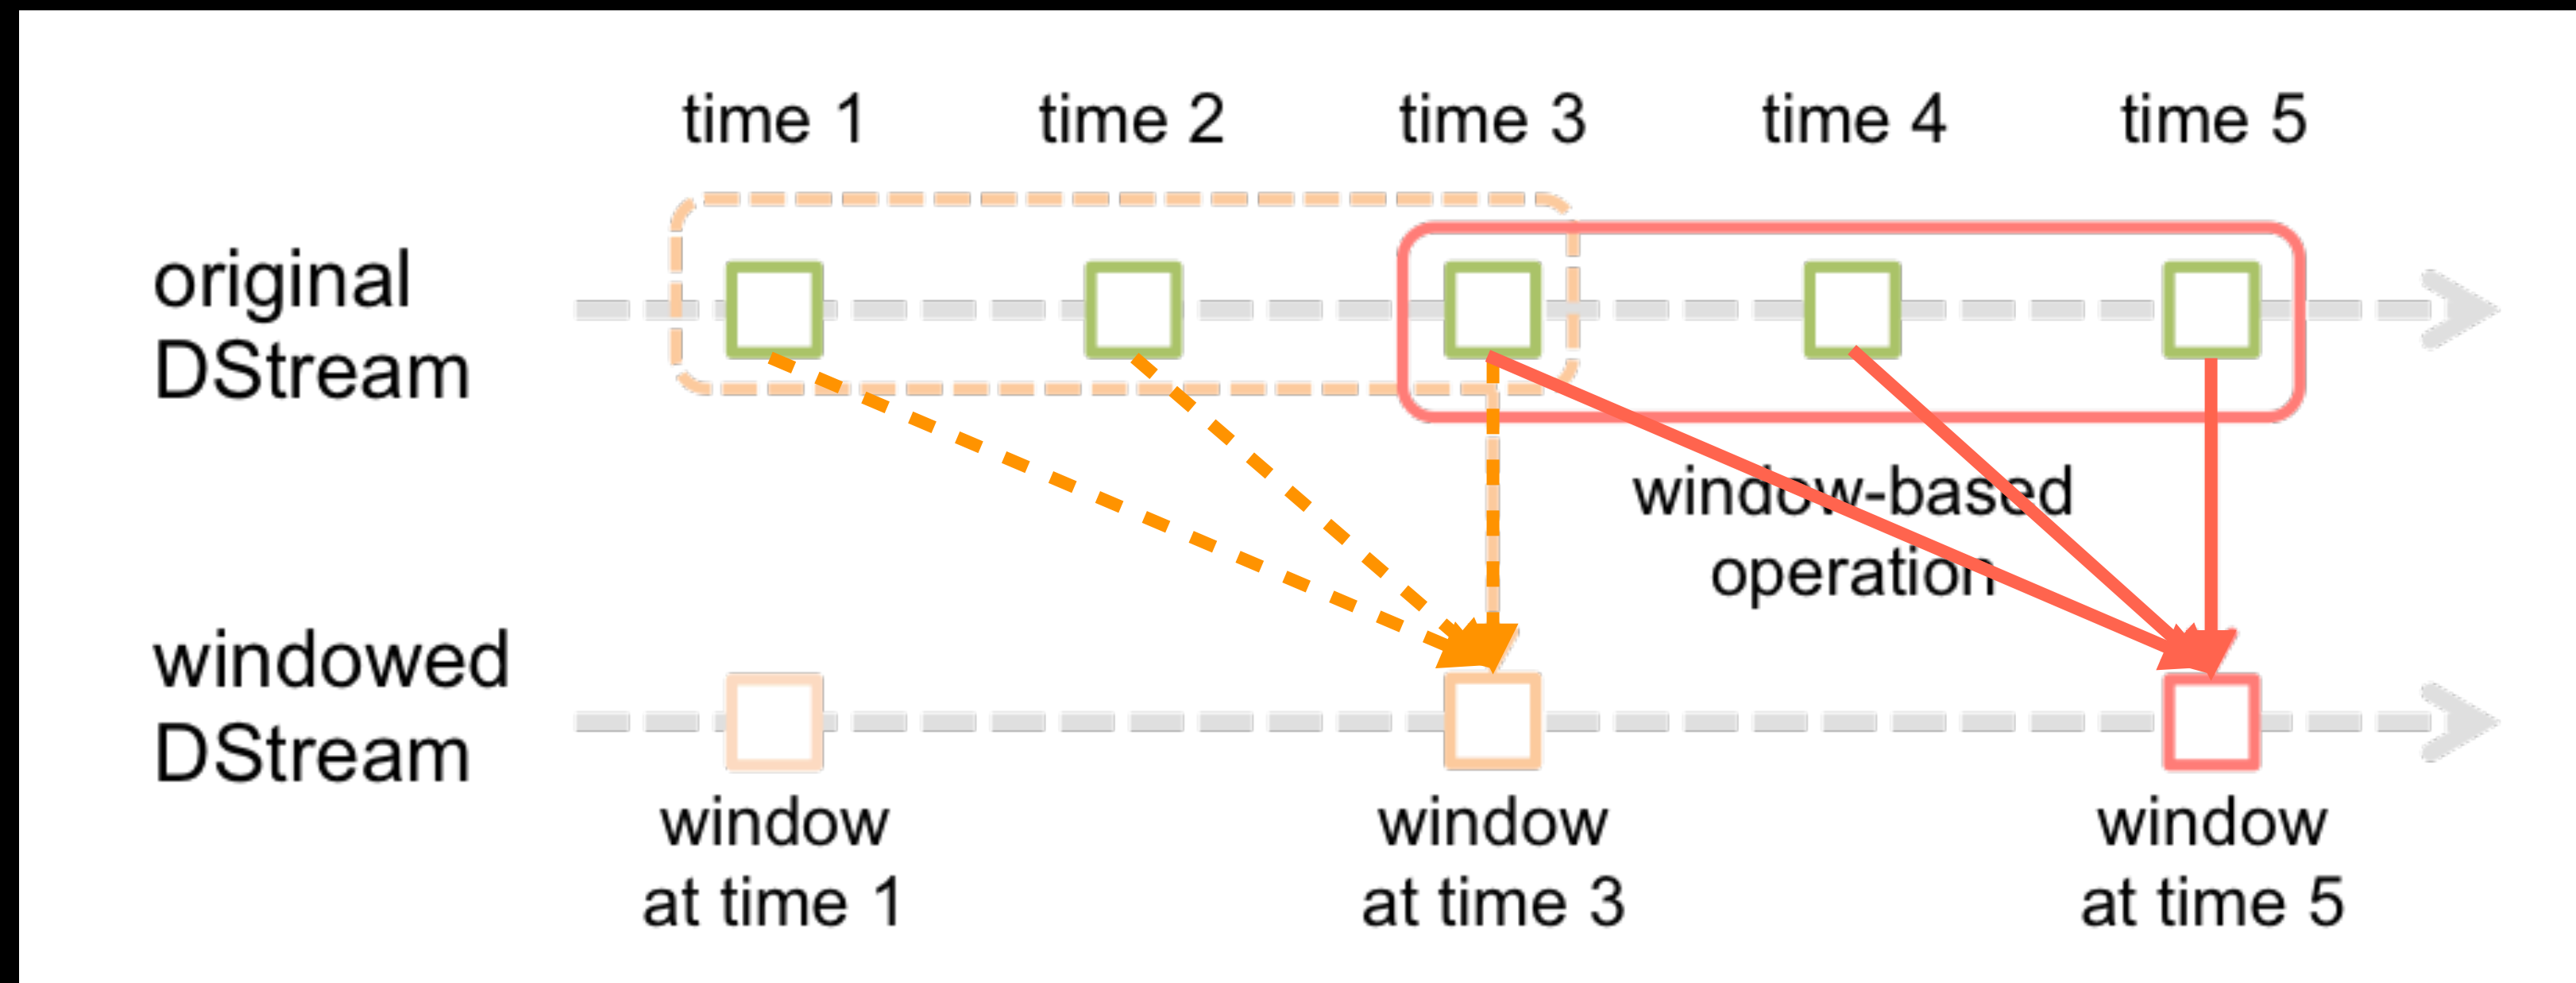 time 1
time 2
time 3
time 4
time 5
original
DStream
window-based
operation
windowed
DStream
window
at time 1
window
at time 3
window
at time 5